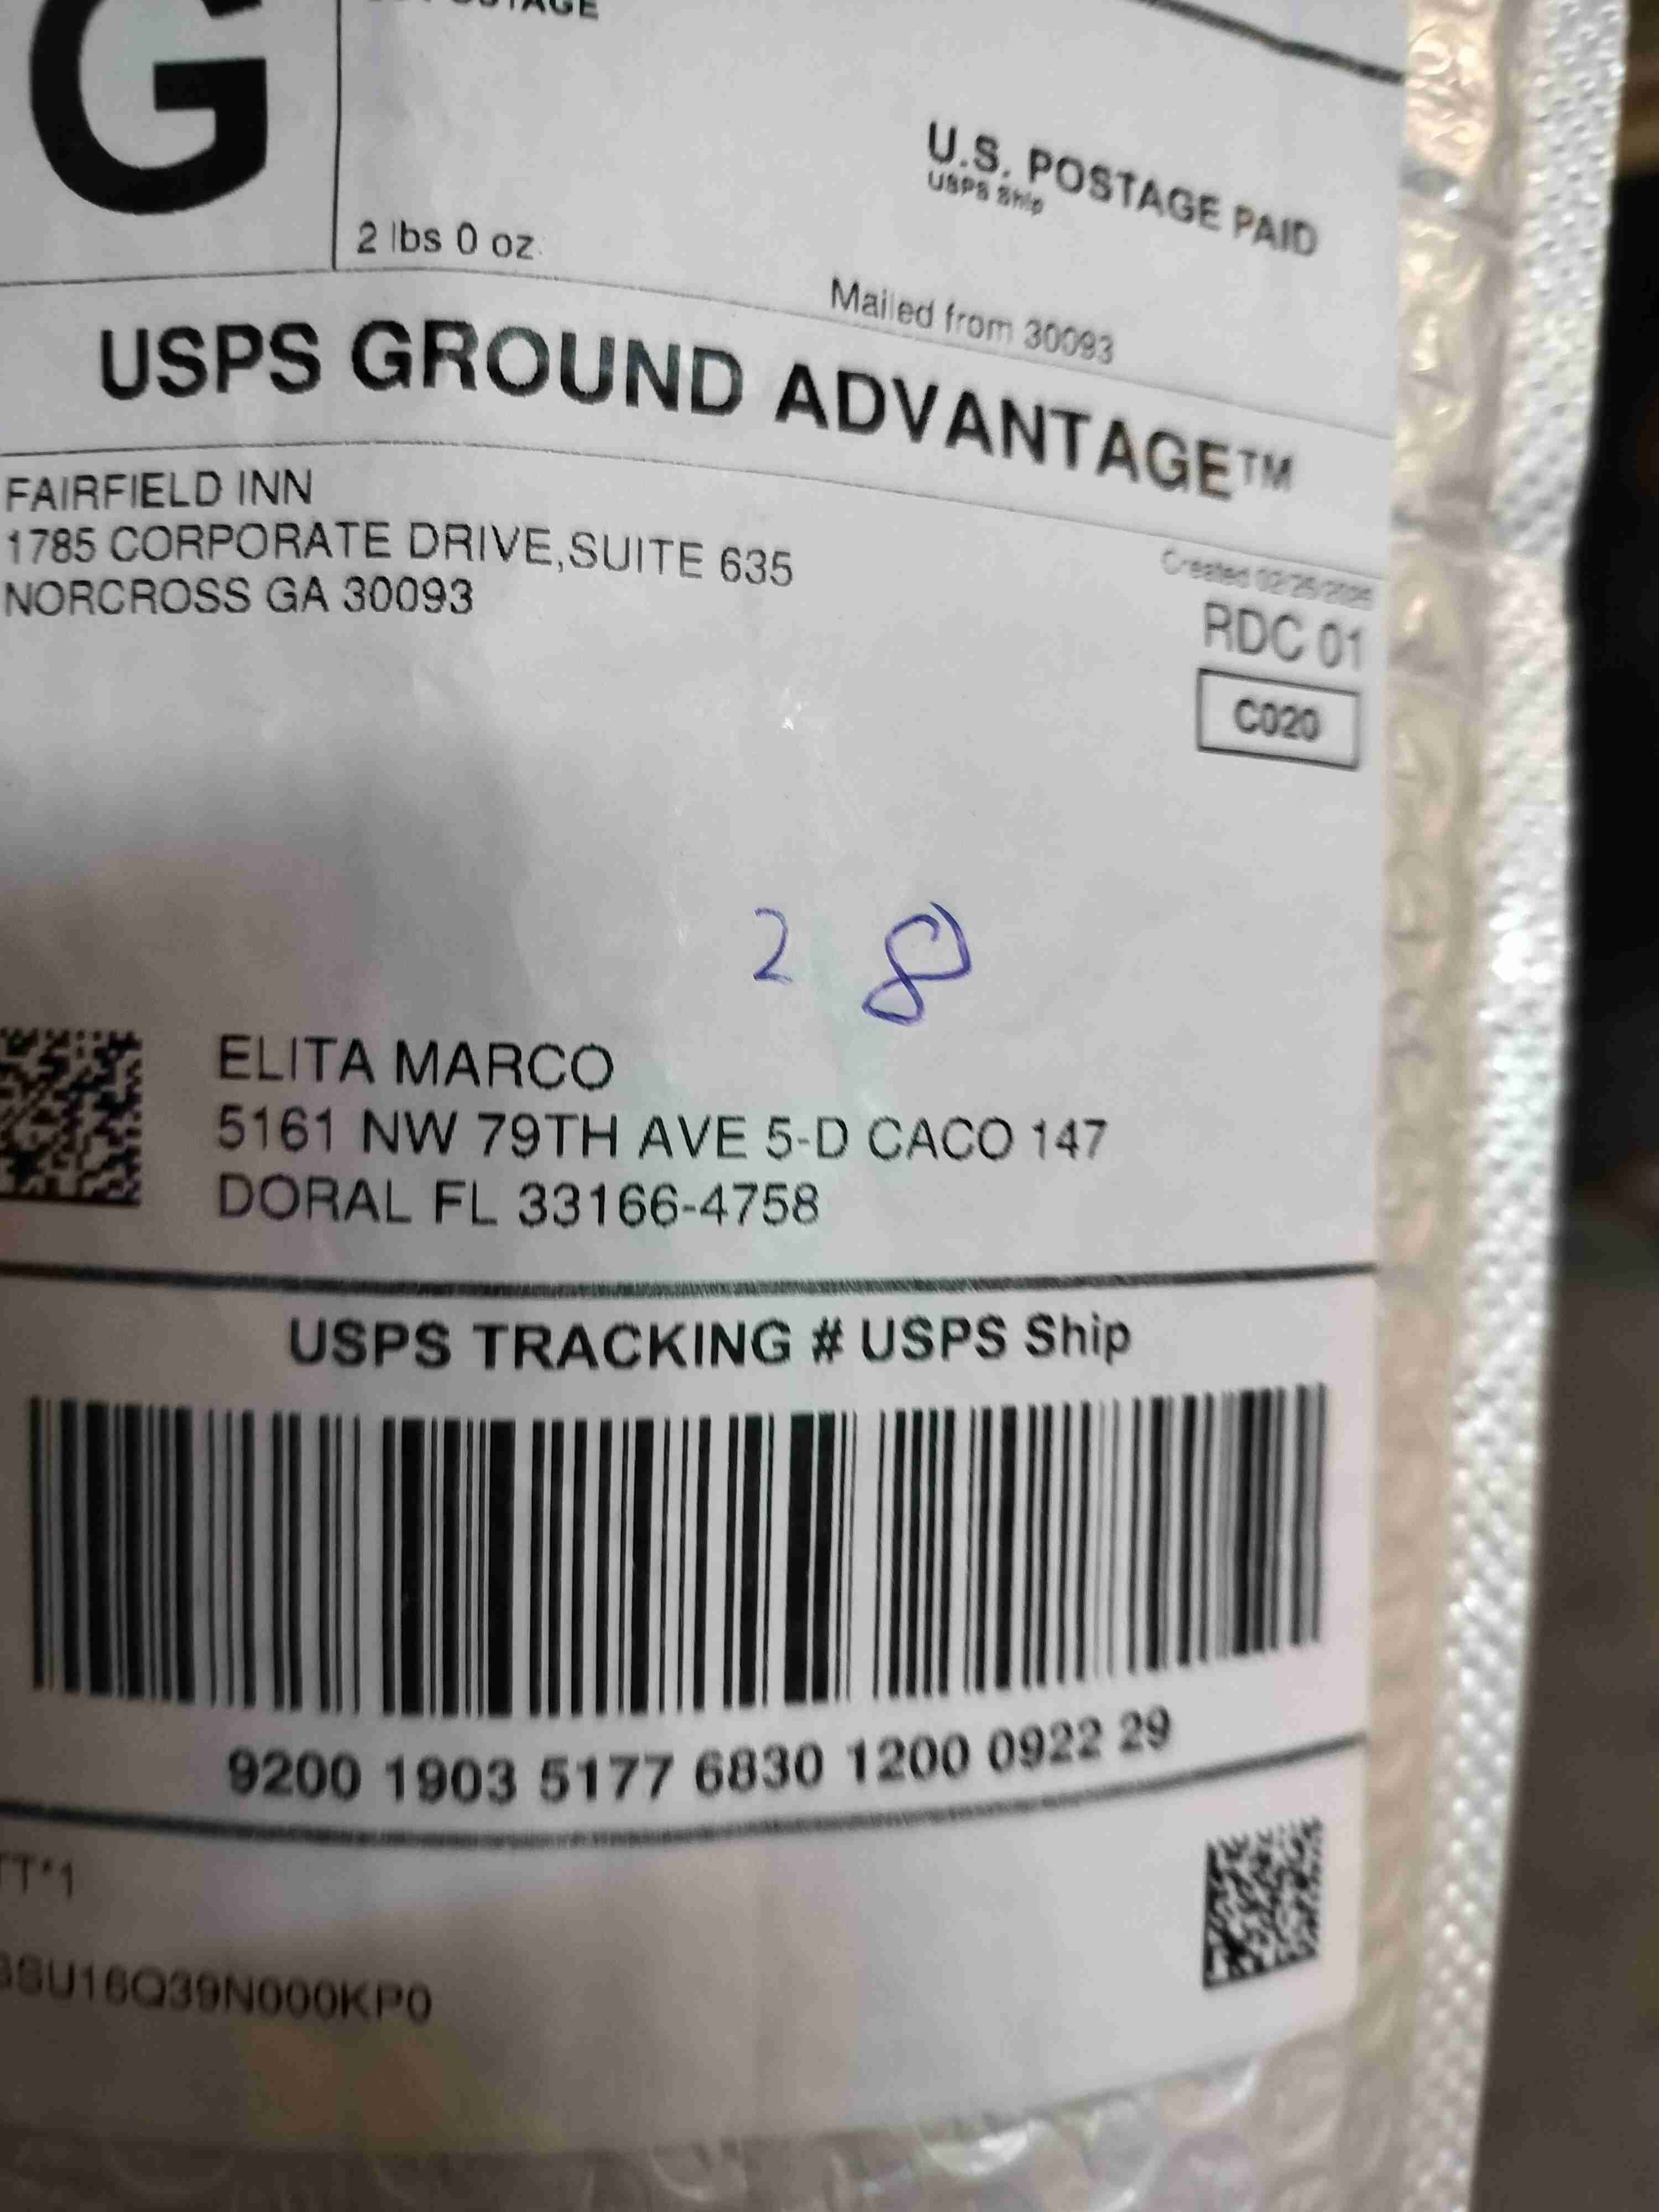 G
2 lbs 0 oz
U.S. POSTAGE PAID
USPS Ship
Mailed from 30093
USPS GROUND ADVANTAGE™
FAIRFIELD INN
1785 CORPORATE DRIVE,SUITE 635
NORCROSS GA 30093
Created
RDC 01
C020
2 8
ELITA MARCO
5161 NW 79TH AVE 5-D CACO 147
DORAL FL 33166-4758
USPS TRACKING # USPS Ship
9200 1903 5177 6830 1200 0922 29